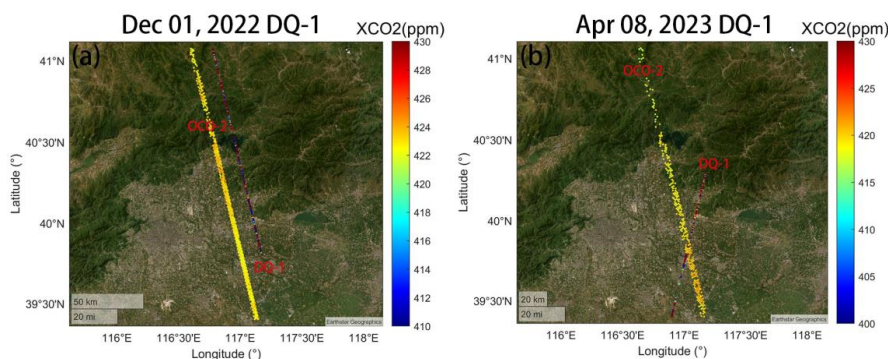 Dec 01, 2022 DQ-1
XCO2(ppm)
(a)
430
428
426
424
422
420
418
416
414
412
410
41°N
40°30'N
40°N
39°30'N
Latitude (°)
OCO-2
DQ-1
50 km
20 mi
Earthstar Geographics
116°E
116°30'E
117°E
117°30'E
118°E
Longitude (°)
Apr 08, 2023 DQ-1
XCO2(ppm)
(b)
430
425
420
415
410
405
400
41°N
40°30'N
40°N
39°30'N
Latitude (°)
OCO-2
DQ-1
20 km
20 mi
Earthstar Geographics
116°E
116°30'E
117°E
117°30'E
118°E
Longitude (°)